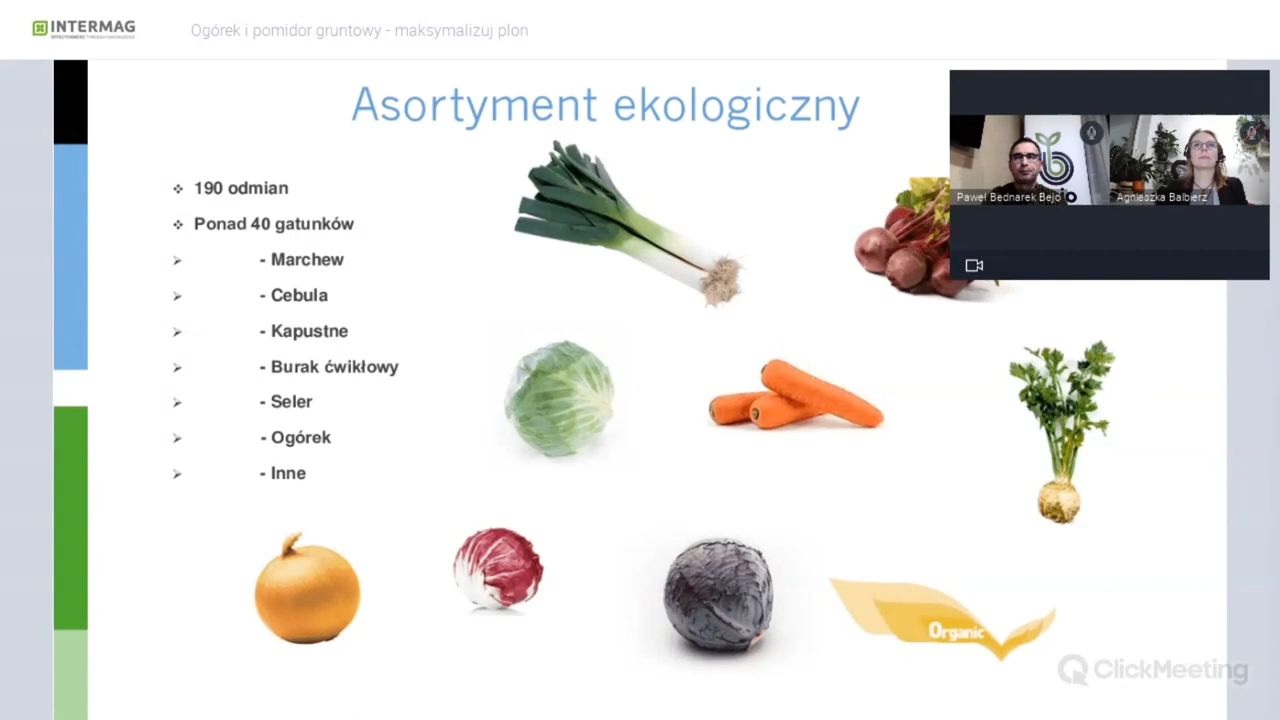 INTERMAG
Ogórek i pomidor gruntowy - maksymalizuj plon
Asortyment ekologiczny
190 odmian
Ponad 40 gatunków
- Marchew
- Cebula
- Kapustne
- Burak ćwikłowy
- Seler
- Ogórek
- Inne
Paweł Bednarek Bejo
Agnieszka Balbierz
Organic
ClickMeeting